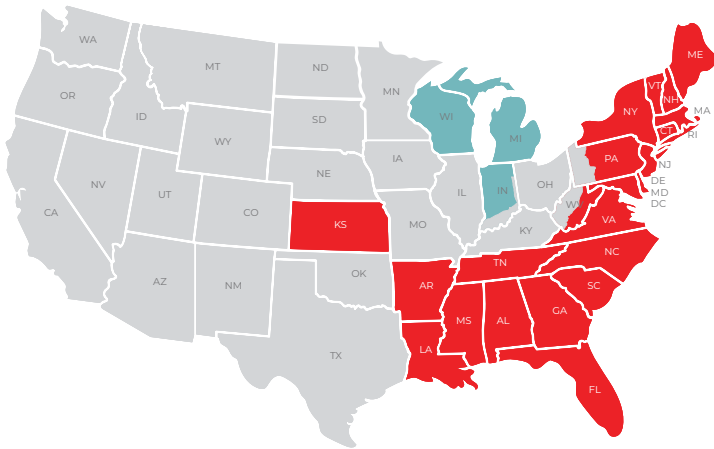 WA
MT
ND
MN
ME
VT
NH
OR
ID
SD
WI
NY
MA
WY
MI
CT
RI
IA
PA
NJ
NE
NV
UT
IL
IN
OH
DE
MD
DC
CA
CO
KS
MO
KY
WV
VA
NC
AZ
NM
OK
TN
AR
SC
MS
AL
GA
TX
LA
FL